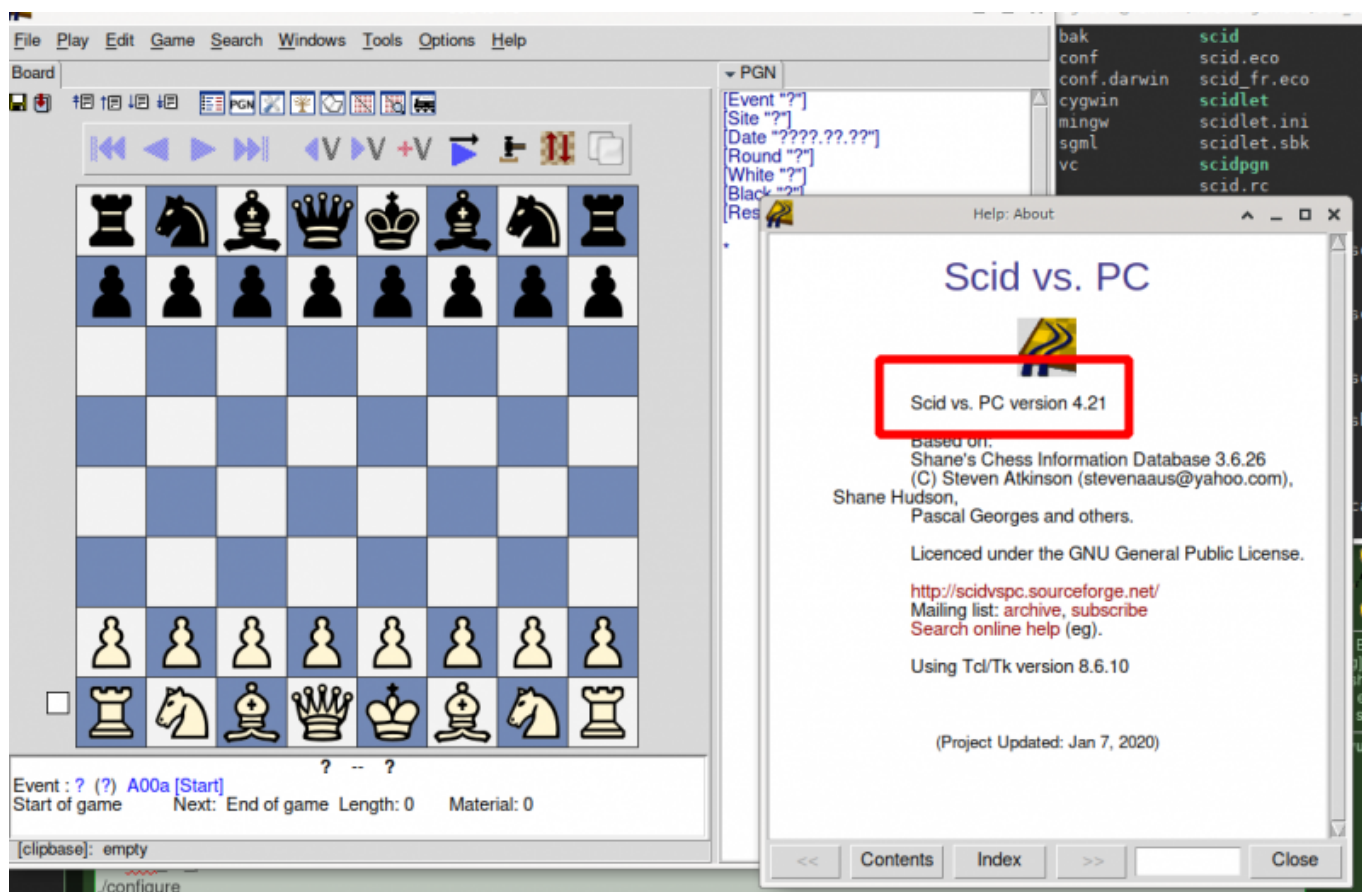 File Play Edit Game Search Windows Tools Options Help
Board
PGN
V V +V
PGN
[Event "?"]
[Site "?"]
[Date "????.??.??"]
[Round "?"]
[White "?"]
[Black "?"]
[Res
*
? -- ?
Event : ? (?) A00a [Start]
Start of game Next: End of game Length: 0 Material: 0
[clipbase]: empty
./configure
bak scid
conf scid.eco
conf.darwin scid_fr.eco
cygwin scidlet
mingw scidlet.ini
sgml scidlet.sbk
vc scidpgn
scid.rc
Help: About
Scid vs. PC
Scid vs. PC version 4.21
Based on:
Shane's Chess Information Database 3.6.26
(C) Steven Atkinson (stevenaaus@yahoo.com),
Shane Hudson,
Pascal Georges and others.
Licenced under the GNU General Public License.
http://scidvspc.sourceforge.net/
Mailing list: archive, subscribe
Search online help (eg).
Using Tcl/Tk version 8.6.10
(Project Updated: Jan 7, 2020)
<< Contents Index >> Close